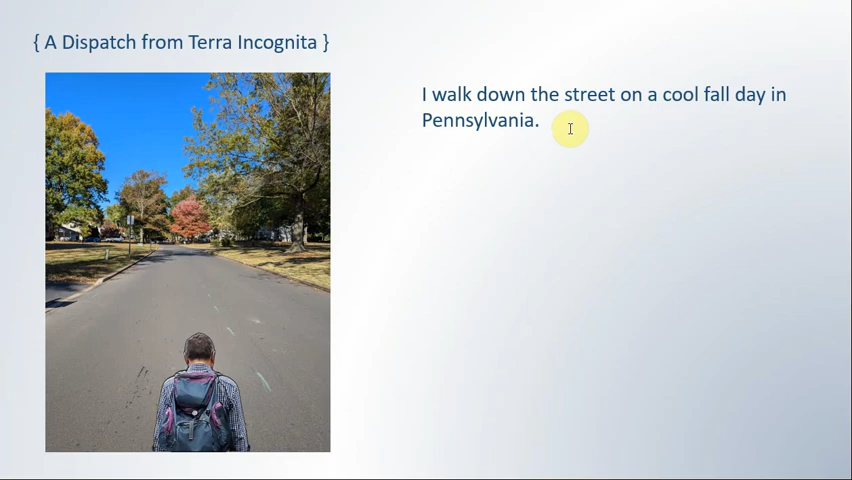 { A Dispatch from Terra Incognita }
I walk down the street on a cool fall day in
Pennsylvania.